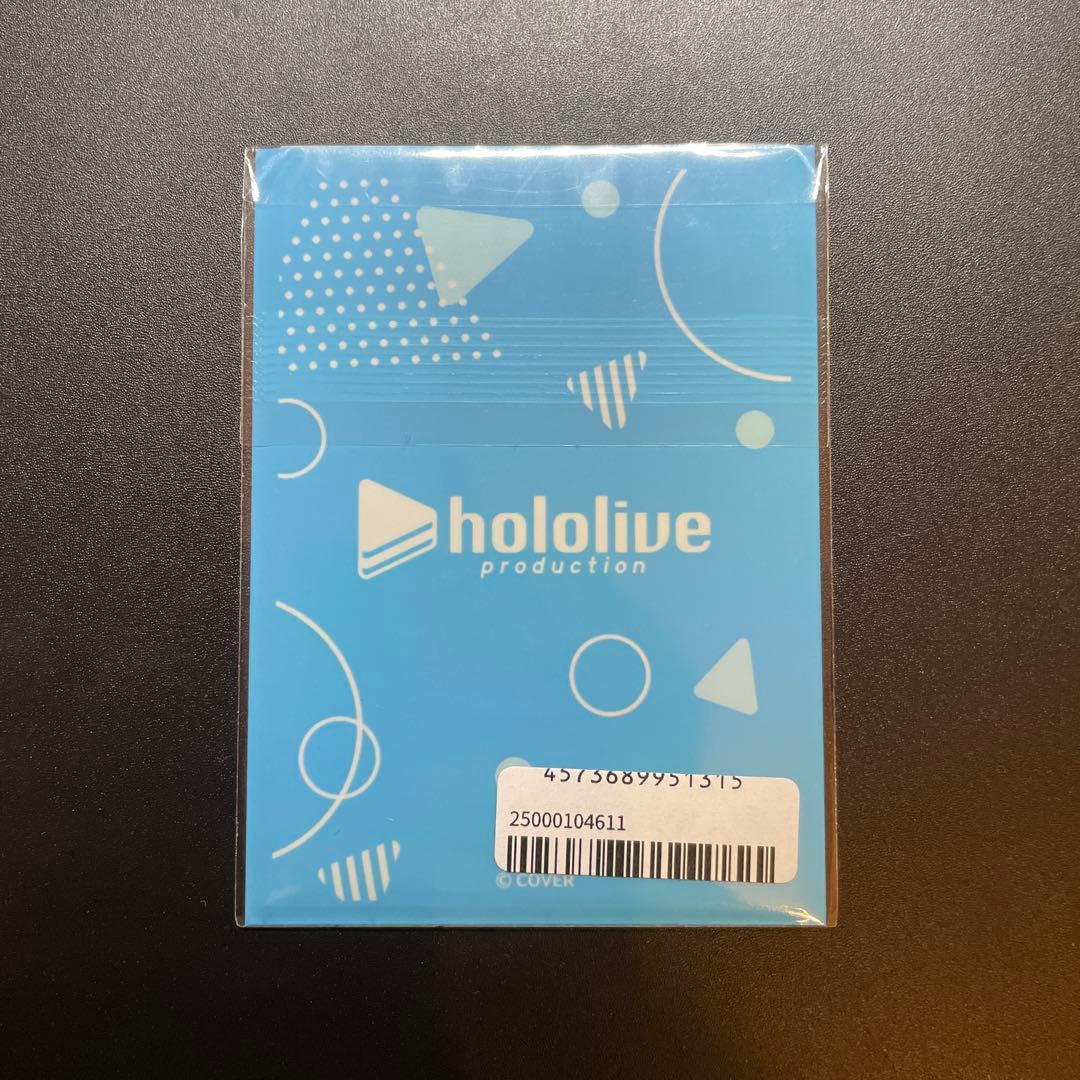 hololive
production
4573689951315
25000104611
© COVER